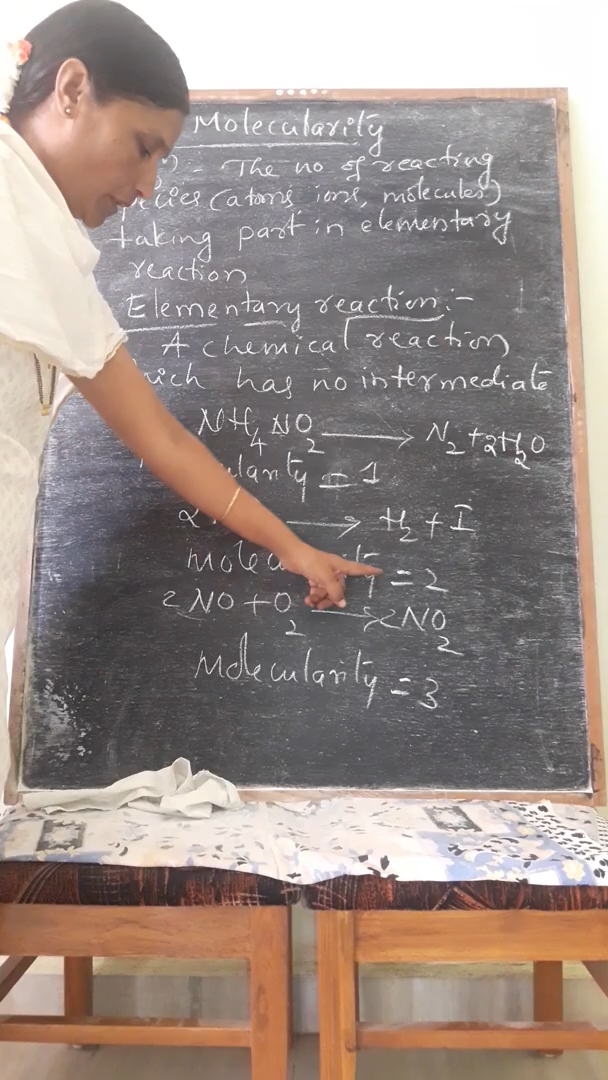 Molecularity
- The no of reacting
(atoms, ions, molecules)
taking part in elementary
reaction
Elementary reaction :-
A chemical reaction
has no intermediate
NH4NO2 → N2 + 2H2O
= 1
2 → H2 + I
= 2
2NO + O2 → 2NO2
Molecularity = 3